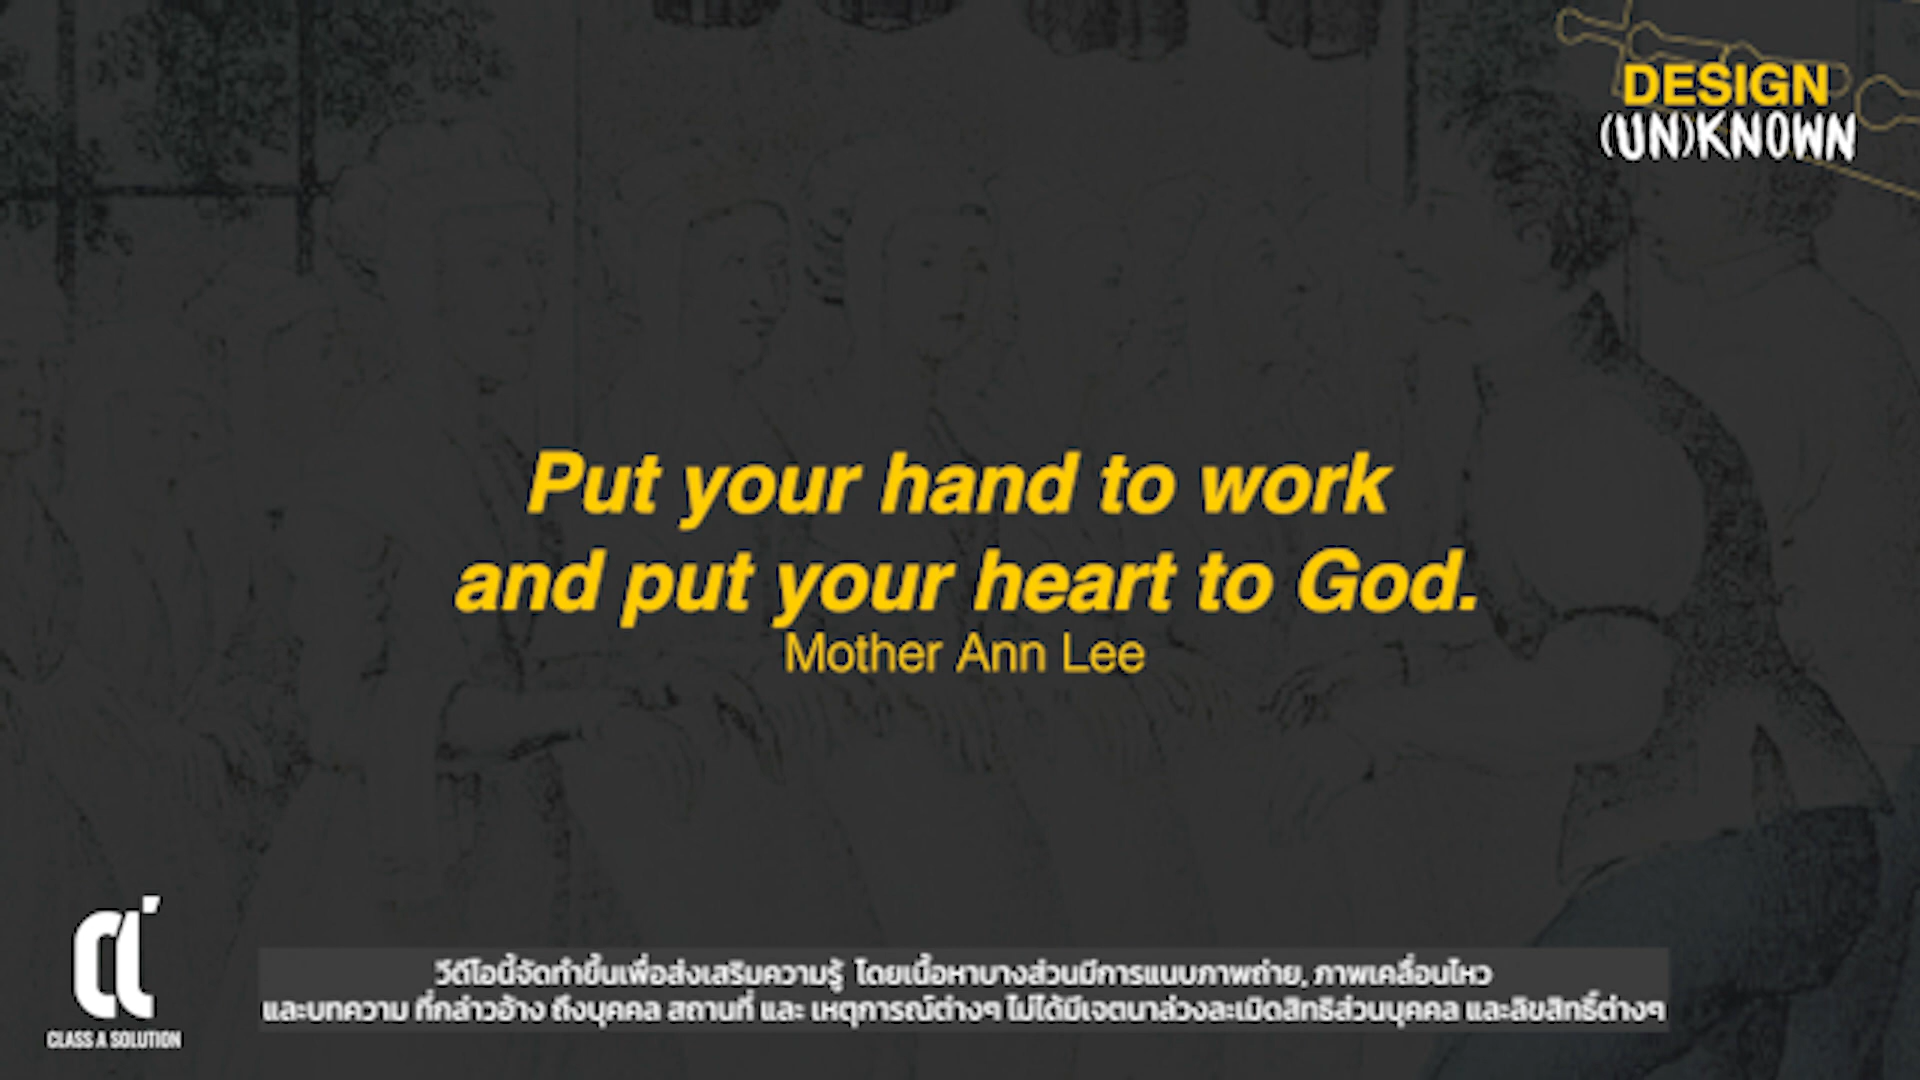 DESIGN
(UN)KNOWN
Put your hand to work
and put your heart to God.
Mother Ann Lee
CLASS A SOLUTION
วีดีโอนี้จัดทำขึ้นเพื่อส่งเสริมความรู้ โดยเนื้อหาบางส่วนมีการแนบภาพถ่าย, ภาพเคลื่อนไหว
และบทความ ที่กล่าวอ้าง ถึงบุคคล สถานที่ และ เหตุการณ์ต่างๆ ไม่ได้มีเจตนาล่วงละเมิดสิทธิส่วนบุคคล และลิขสิทธิ์ต่างๆ